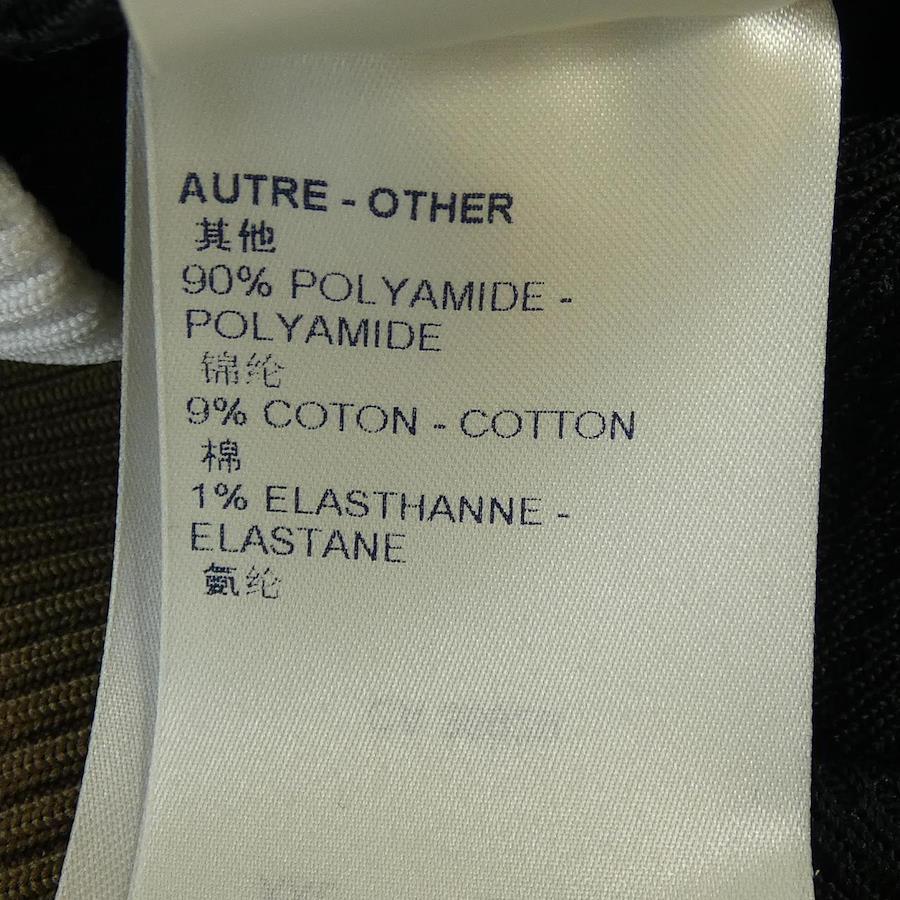 AUTRE - OTHER
其他
90% POLYAMIDE -
POLYAMIDE
锦纶
9% COTON - COTTON
棉
1% ELASTHANNE -
ELASTANE
氨纶